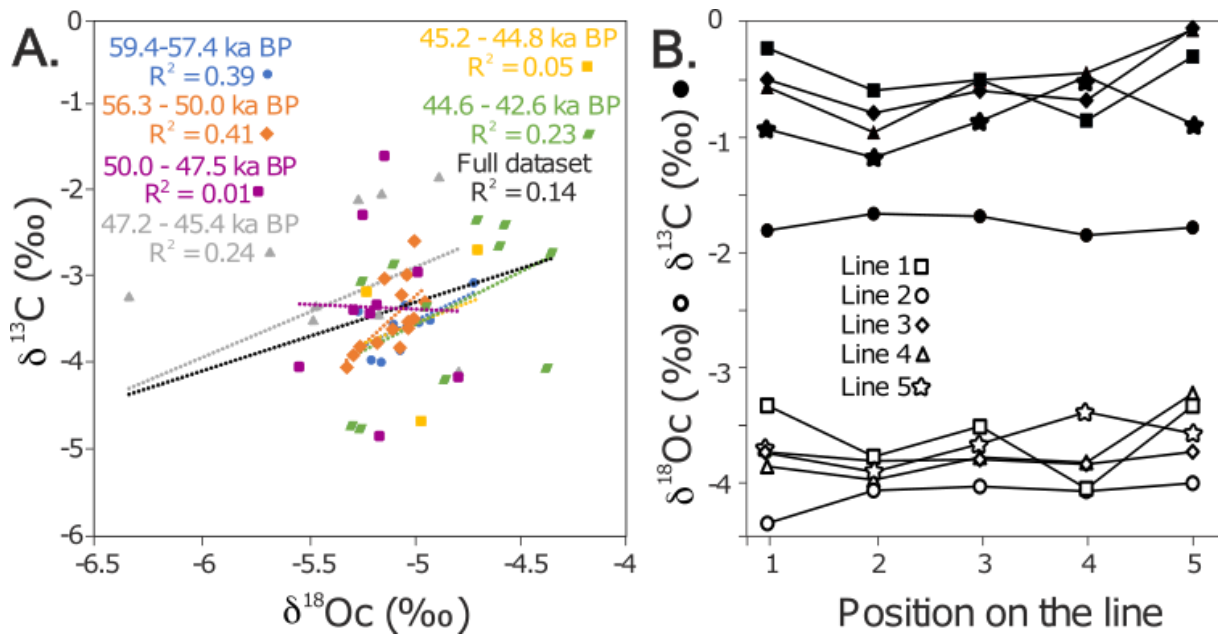 A.
59.4-57.4 ka BP
R² = 0.39
56.3 - 50.0 ka BP
R² = 0.41
50.0 - 47.5 ka BP
R² = 0.01
47.2 - 45.4 ka BP
R² = 0.24
45.2 - 44.8 ka BP
R² = 0.05
44.6 - 42.6 ka BP
R² = 0.23
Full dataset
R² = 0.14
0
-1
-2
-3
-4
-5
-6
δ¹³C (‰)
-6.5
-6
-5.5
-5
-4.5
-4
δ¹⁸Oc (‰)
B.
0
-1
-2
-3
-4
δ¹⁸Oc (‰) δ¹³C (‰)
Line 1
Line 2
Line 3
Line 4
Line 5
1
2
3
4
5
Position on the line